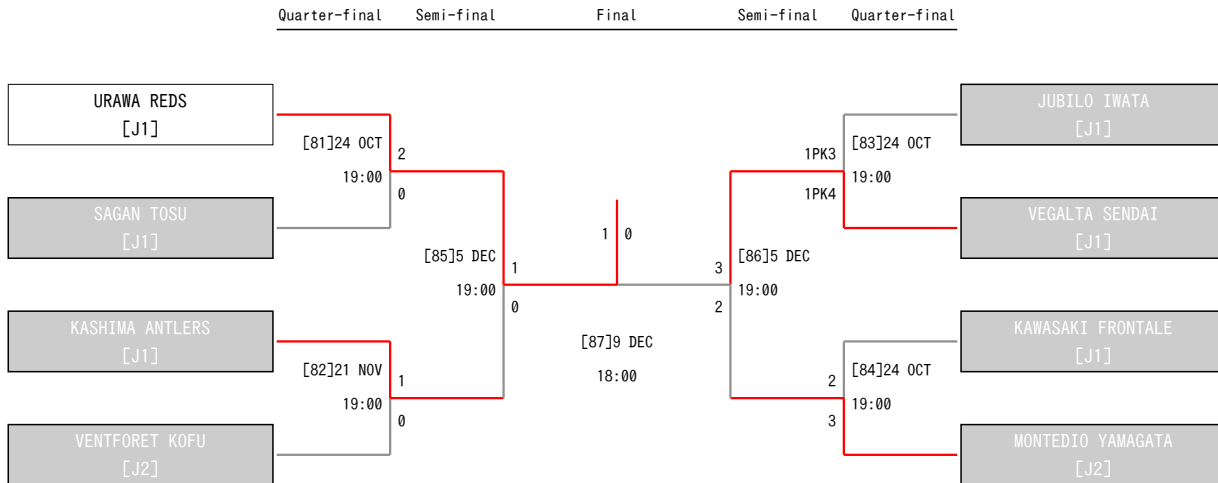 Quarter-final Semi-final Final Semi-final Quarter-final
URAWA REDS
[J1]
[81]24 OCT
19:00
2
0
SAGAN TOSU
[J1]
[85]5 DEC
19:00
1
0
KASHIMA ANTLERS
[J1]
[82]21 NOV
19:00
1
0
VENTFORET KOFU
[J2]
1 0
[87]9 DEC
18:00
JUBILO IWATA
[J1]
1PK3
[83]24 OCT
19:00
1PK4
VEGALTA SENDAI
[J1]
3
[86]5 DEC
19:00
2
KAWASAKI FRONTALE
[J1]
2
[84]24 OCT
19:00
3
MONTEDIO YAMAGATA
[J2]